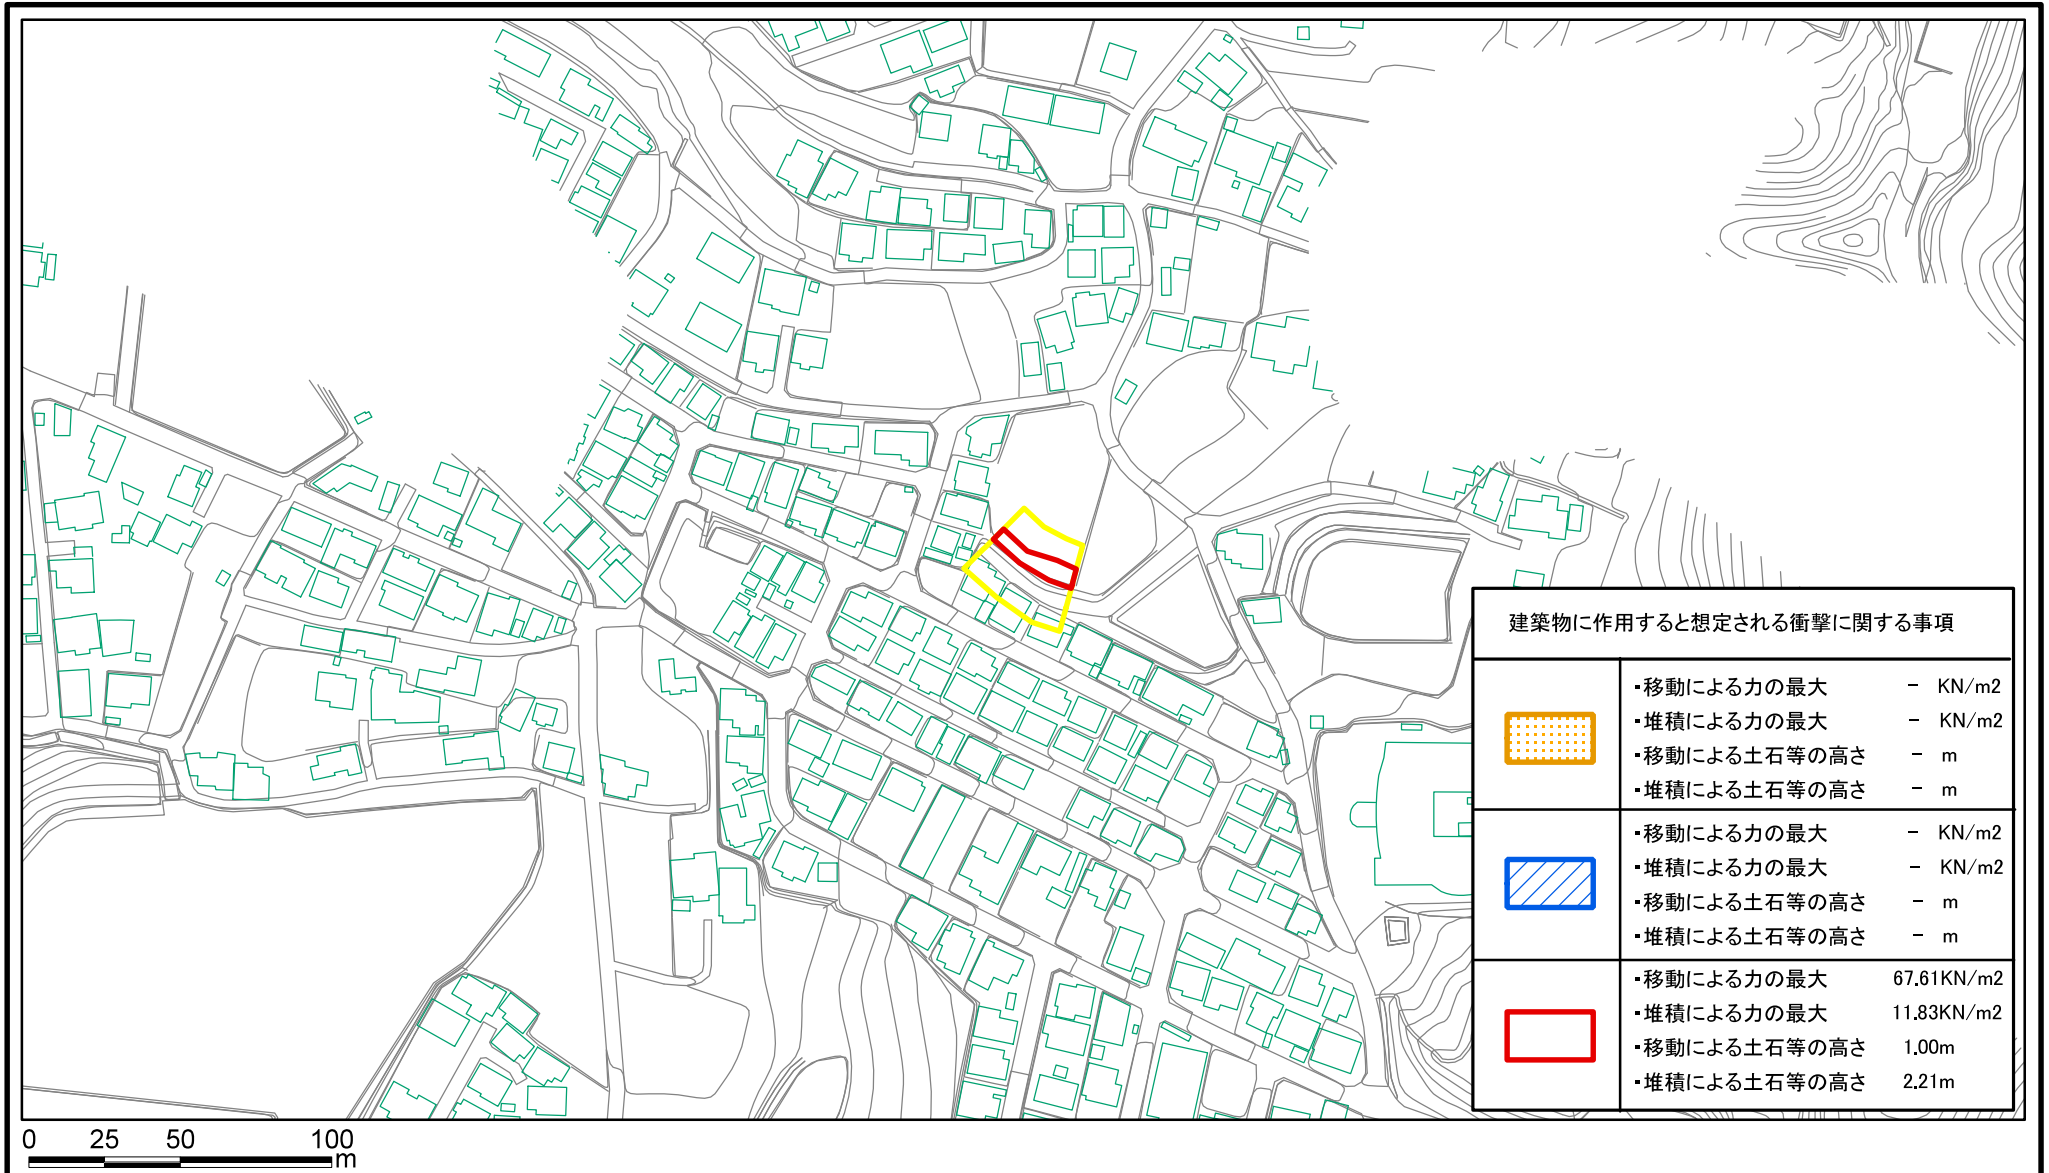 建築物に作用すると想定される衝撃に関する事項
・移動による力の最大 － KN/m2
・堆積による力の最大 － KN/m2
・移動による土石等の高さ － m
・堆積による土石等の高さ － m
・移動による力の最大 － KN/m2
・堆積による力の最大 － KN/m2
・移動による土石等の高さ － m
・堆積による土石等の高さ － m
・移動による力の最大 67.61KN/m2
・堆積による力の最大 11.83KN/m2
・移動による土石等の高さ 1.00m
・堆積による土石等の高さ 2.21m
0 25 50 100
m